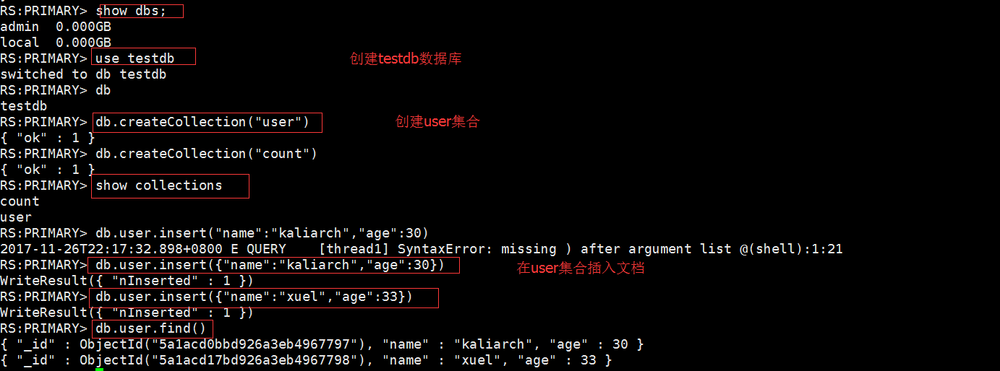 RS:PRIMARY> show dbs;
admin  0.000GB
local  0.000GB
RS:PRIMARY> use testdb
创建testdb数据库
switched to db testdb
RS:PRIMARY> db
testdb
RS:PRIMARY> db.createCollection("user")
创建user集合
{ "ok" : 1 }
RS:PRIMARY> db.createCollection("count")
{ "ok" : 1 }
RS:PRIMARY> show collections
count
user
RS:PRIMARY> db.user.insert("name":"kaliarch","age":30)
2017-11-26T22:17:32.898+0800 E QUERY    [thread1] SyntaxError: missing ) after argument list @(shell):1:21
RS:PRIMARY> db.user.insert({"name":"kaliarch","age":30})
在user集合插入文档
WriteResult({ "nInserted" : 1 })
RS:PRIMARY> db.user.insert({"name":"xuel","age":33})
WriteResult({ "nInserted" : 1 })
RS:PRIMARY> db.user.find()
{ "_id" : ObjectId("5a1acd0bbd926a3eb4967797"), "name" : "kaliarch", "age" : 30 }
{ "_id" : ObjectId("5a1acd17bd926a3eb4967798"), "name" : "xuel", "age" : 33 }